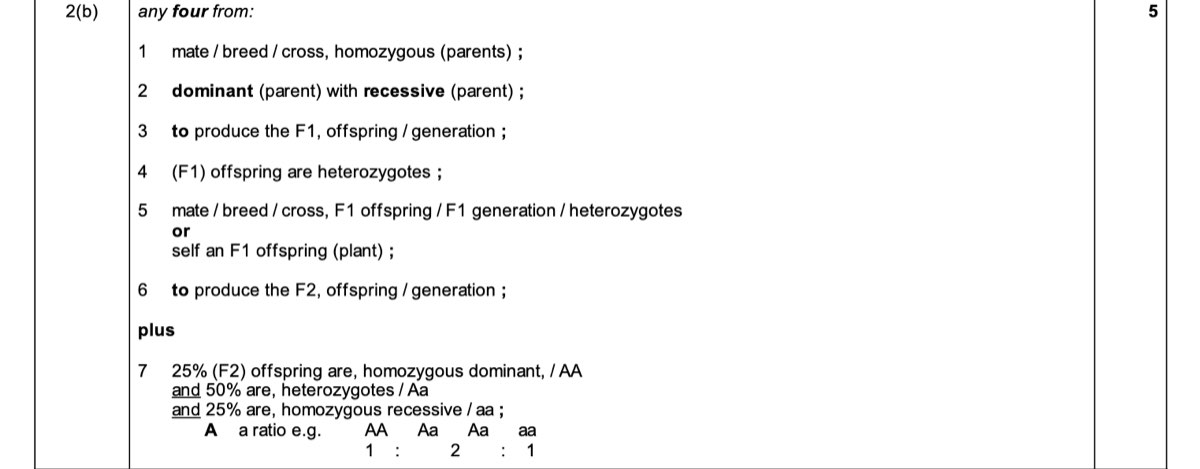 2(b) any four from: 5
1 mate / breed / cross, homozygous (parents) ;
2 dominant (parent) with recessive (parent) ;
3 to produce the F1, offspring / generation ;
4 (F1) offspring are heterozygotes ;
5 mate / breed / cross, F1 offspring / F1 generation / heterozygotes
or
self an F1 offspring (plant) ;
6 to produce the F2, offspring / generation ;
plus
7 25% (F2) offspring are, homozygous dominant, / AA
and 50% are, heterozygotes / Aa
and 25% are, homozygous recessive / aa ;
A a ratio e.g. AA Aa Aa aa
1 : 2 : 1